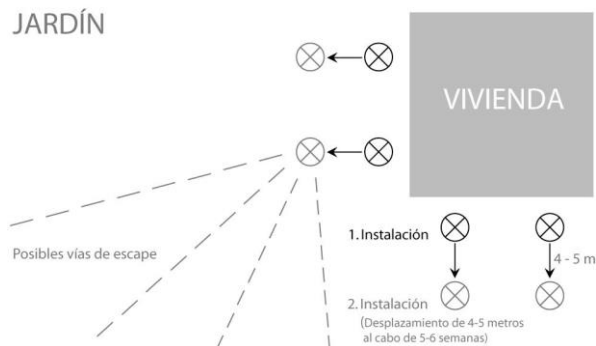 JARDÍN
VIVIENDA
Posibles vías de escape
1. Instalación
4 - 5 m
2. Instalación
(Desplazamiento de 4-5 metros
al cabo de 5-6 semanas)